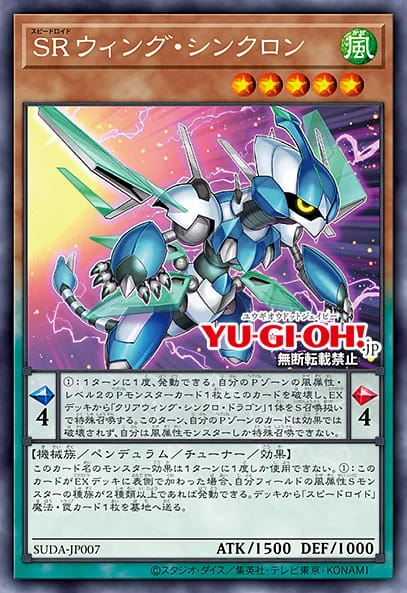 スピードロイド
SRウィング・シンクロン
風
ユウギオウドットジェイピー
YU-GI-OH!.jp
無断転載禁止
①:1ターンに1度、発動できる。自分のPゾーンの風属性・
レベル2のPモンスターカード1枚とこのカードを破壊し、EX
デッキから「クリアウィング・シンクロ・ドラゴン」1体をS召喚扱い
で特殊召喚する。このターン、自分のPゾーンのカードは効果では
破壊されず、自分は風属性モンスターしか特殊召喚できない。
4
4
【機械族/ペンデュラム/チューナー/効果】
このカード名のモンスター効果は1ターンに1度しか使用できない。①:この
カードがEXデッキに表側で加わった場合、自分フィールドの風属性Sモン
スターの種族が2種類以上であれば発動できる。デッキから「スピードロイド」
魔法・罠カード1枚を墓地へ送る。
SUDA-JP007
ATK/1500 DEF/1000
©スタジオ・ダイス/集英社・テレビ東京・KONAMI